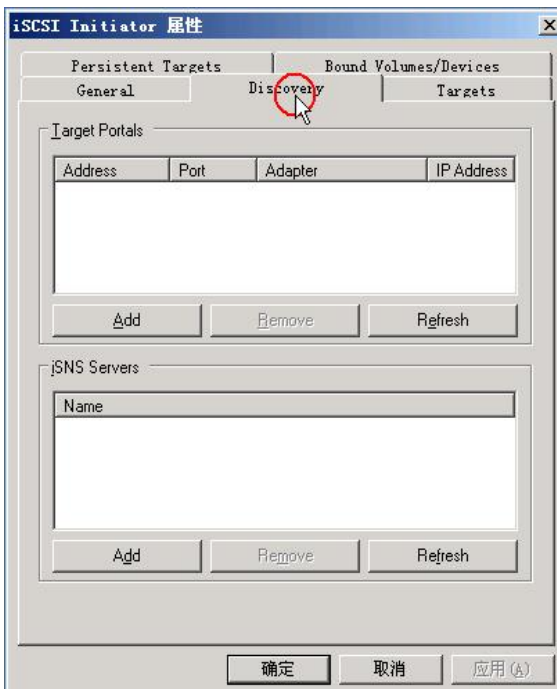 iSCSI Initiator 属性
Persistent Targets Bound Volumes/Devices
General Discovery Targets
Target Portals
Address Port Adapter IP Address
Add Remove Refresh
iSNS Servers
Name
Add Remove Refresh
确定 取消 应用(A)